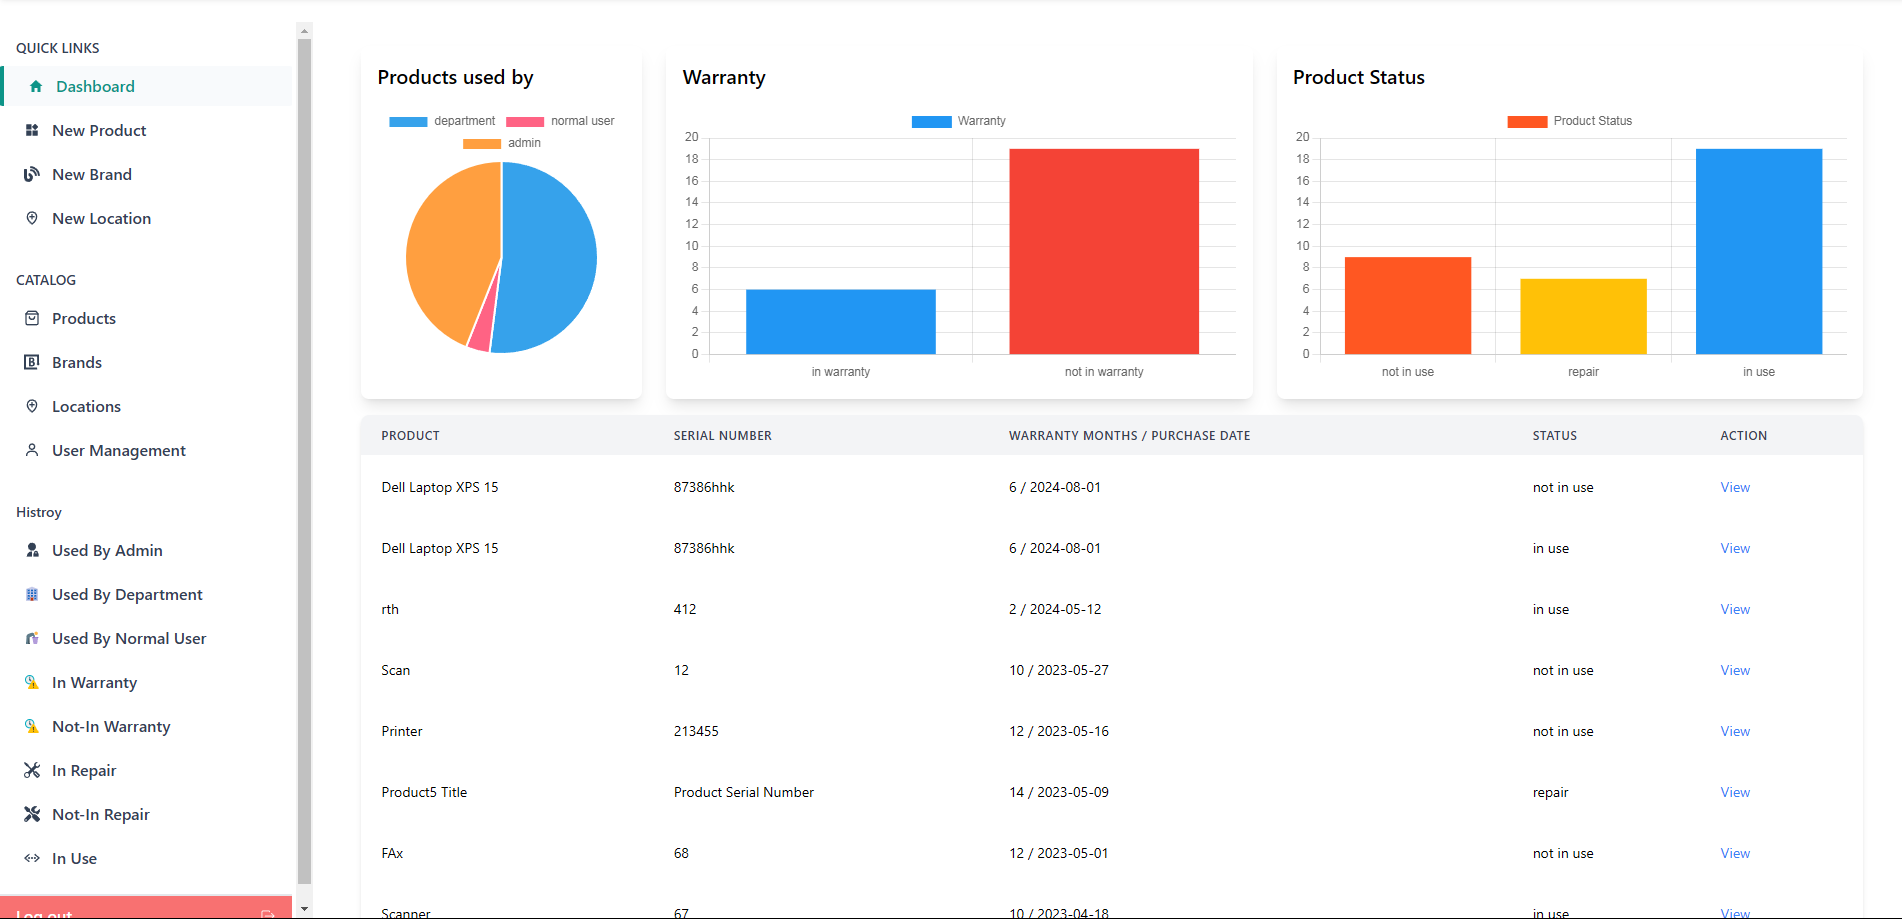 QUICK LINKS
Dashboard
New Product
New Brand
New Location
CATALOG
Products
Brands
Locations
User Management
Histroy
Used By Admin
Used By Department
Used By Normal User
In Warranty
Not-In Warranty
In Repair
Not-In Repair
In Use
Log out
Products used by
department normal user
admin
Warranty
Warranty
20
18
16
14
12
10
8
6
4
2
0
in warranty not in warranty
Product Status
Product Status
20
18
16
14
12
10
8
6
4
2
0
not in use repair in use
PRODUCT SERIAL NUMBER WARRANTY MONTHS / PURCHASE DATE STATUS ACTION
Dell Laptop XPS 15 87386hhk 6 / 2024-08-01 not in use View
Dell Laptop XPS 15 87386hhk 6 / 2024-08-01 in use View
rth 412 2 / 2024-05-12 in use View
Scan 12 10 / 2023-05-27 not in use View
Printer 213455 12 / 2023-05-16 not in use View
Product5 Title Product Serial Number 14 / 2023-05-09 repair View
FAx 68 12 / 2023-05-01 not in use View
Scanner 67 10 / 2023-04-18 in use View